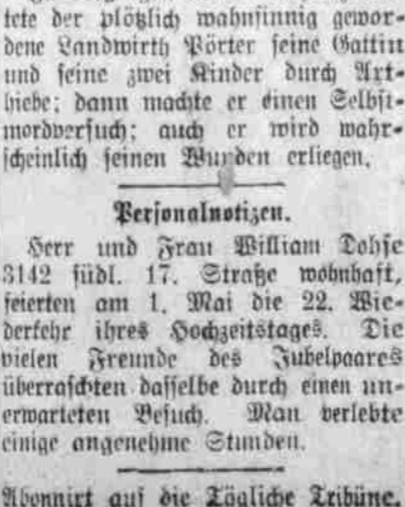 tete der plötzlich wahnsinnig gewor-
dene Landwirth Pörter seine Gattin
und seine zwei Kinder durch Axt-
hiebe; dann machte er einen Selbst-
mordversuch; auch er wird wahr-
scheinlich seinen Wunden erliegen.
Personalnotizen.
Herr und Frau William Dohse
3142 südl. 17. Straße wohnhaft,
feierten am 1. Mai die 22. Wie-
derkehr ihres Hochzeitstages. Die
vielen Freunde des Jubelpaares
überraschten dasselbe durch einen un-
erwarteten Besuch. Man verlebte
einige angenehme Stunden.
Abonnirt auf die Tägliche Tribüne.